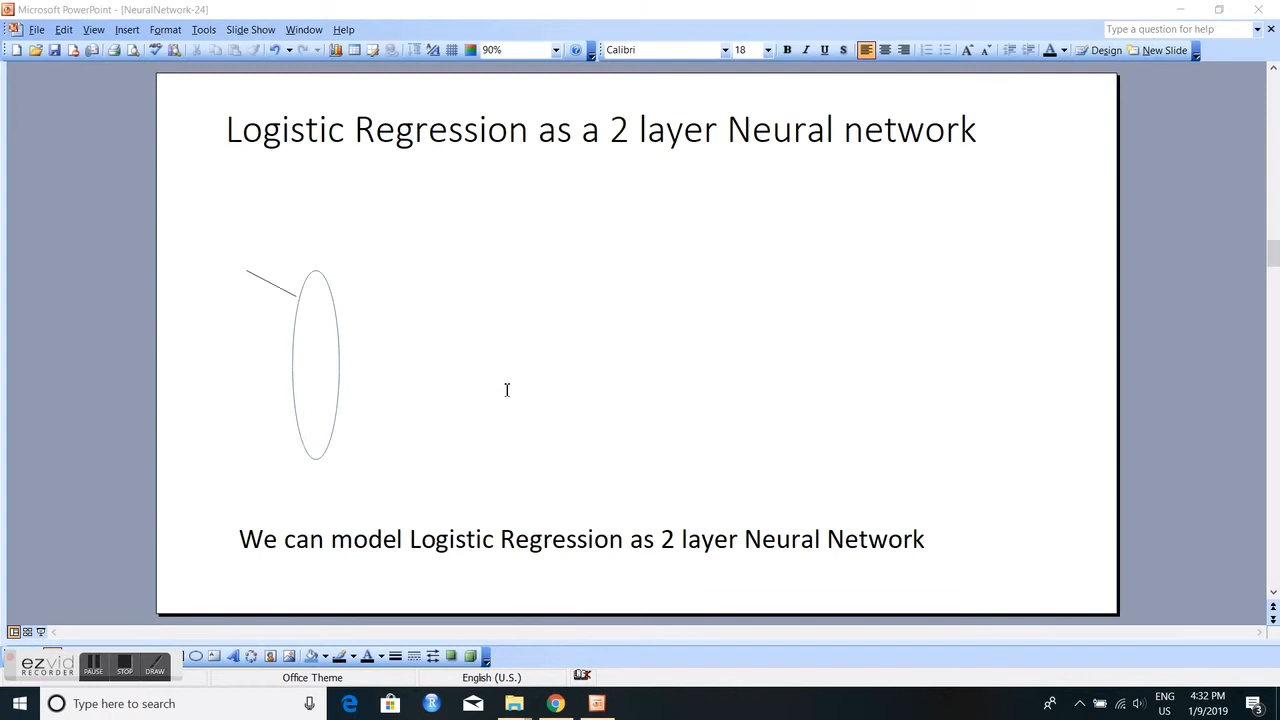 Microsoft PowerPoint - [NeuralNetwork-24]
File Edit View Insert Format Tools Slide Show Window Help
Type a question for help
90%
Calibri
18
B I U S
A
Design
New Slide
Logistic Regression as a 2 layer Neural network
We can model Logistic Regression as 2 layer Neural Network
ezvid
RECORDER
PAUSE
STOP
DRAW
Office Theme
English (U.S.)
Type here to search
ENG
US
4:32 PM
1/9/2019
3